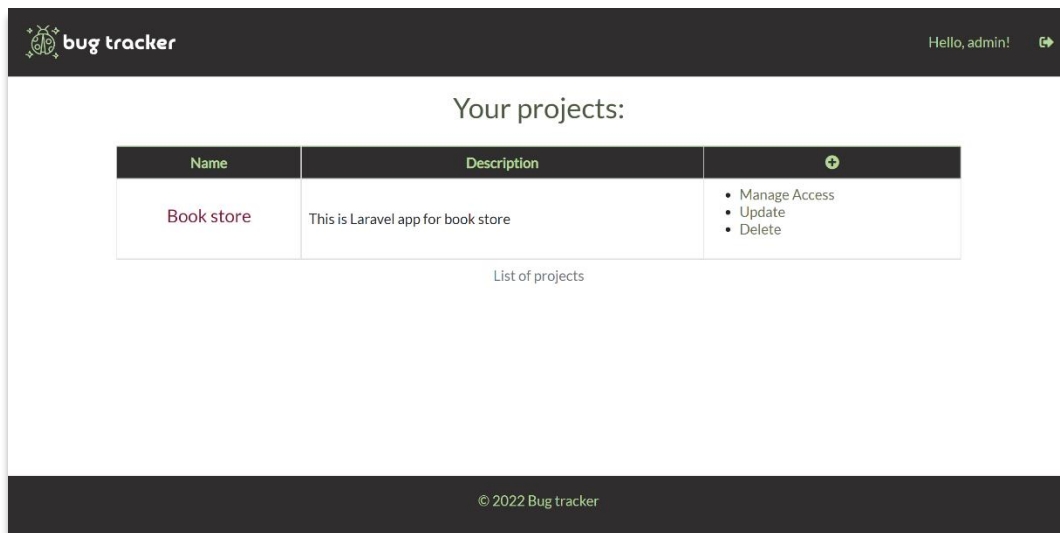 bug tracker
Hello, admin!
Your projects:
Name Description
Book store
This is Laravel app for book store
Manage Access
Update
Delete
List of projects
© 2022 Bug tracker